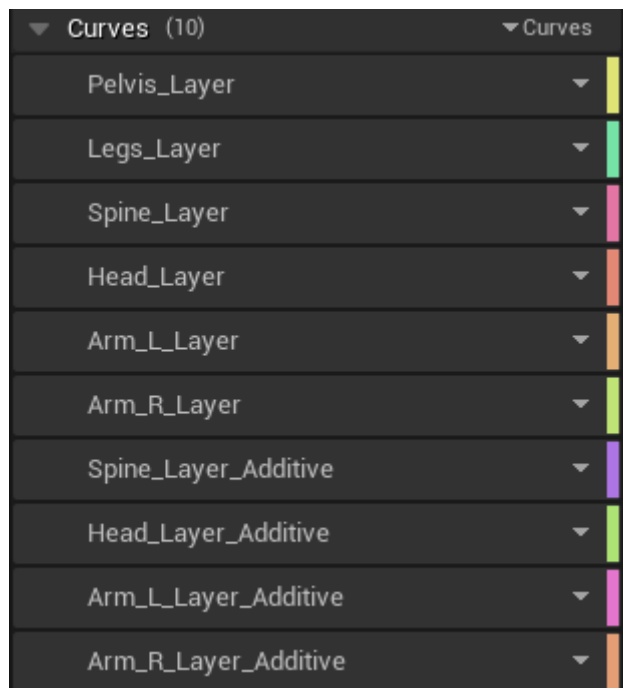 Curves (10) Curves
Pelvis_Layer
Legs_Layer
Spine_Layer
Head_Layer
Arm_L_Layer
Arm_R_Layer
Spine_Layer_Additive
Head_Layer_Additive
Arm_L_Layer_Additive
Arm_R_Layer_Additive